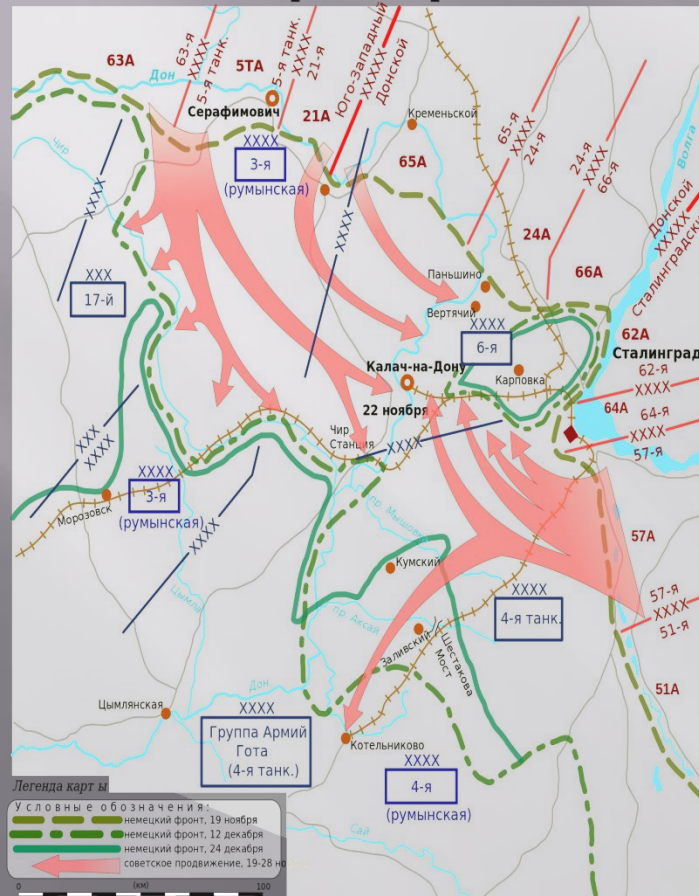 63А
Дон
5ТА
63-я
XXXX
5-я танк.
5-я танк.
XXXX
21-я
Юго-Западный
XXXXX
Донской
Серафимович
21А
Кременьской
XXXX
3-я
(румынская)
Чир
XXXX
XXXX
65А
65-я
XXXX
24-я
24-я
XXXX
66-я
Волга
Донской
XXXXX
24А
66А
XXX
17-й
Паньшино
Вертячий
XXXX
6-я
62А
Сталинград
Калач-на-Дону
Карповка
62-я
XXXX
64-я
XXXX
57-я
64А
22 ноября
Чир
Станция
XXXX
XXX
XXXX
XXXX
3-я
(румынская)
Морозовск
XXXX
пр. Мышова
57А
Кумский
Цымла
57-я
XXXX
51-я
XXXX
4-я танк.
пр. Аксай
Заливский
Шестакова
Мост
51А
Дон
Цымлянская
XXXX
Группа Армий
Гота
(4-я танк.)
Котельниково
XXXX
4-я
(румынская)
Сал
Легенда карт ы
Условные обозначения:
немецкий фронт, 19 ноября
немецкий фронт, 12 декабря
немецкий фронт, 24 декабря
советское продвижение, 19-28
0 (км) 100